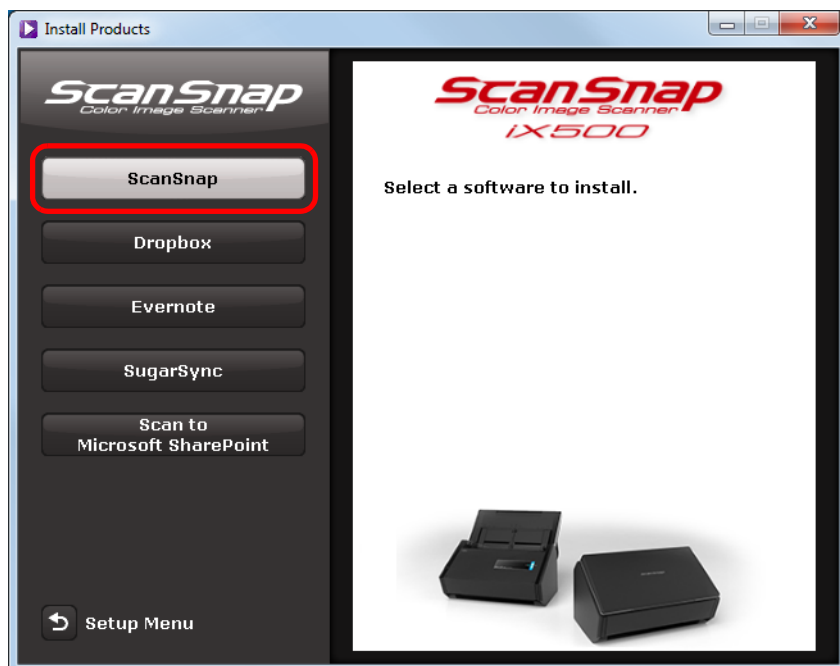 Install Products
ScanSnap
Color Image Scanner
ScanSnap
Dropbox
Evernote
SugarSync
Scan to
Microsoft SharePoint
Setup Menu
ScanSnap
Color Image Scanner
iX500
Select a software to install.